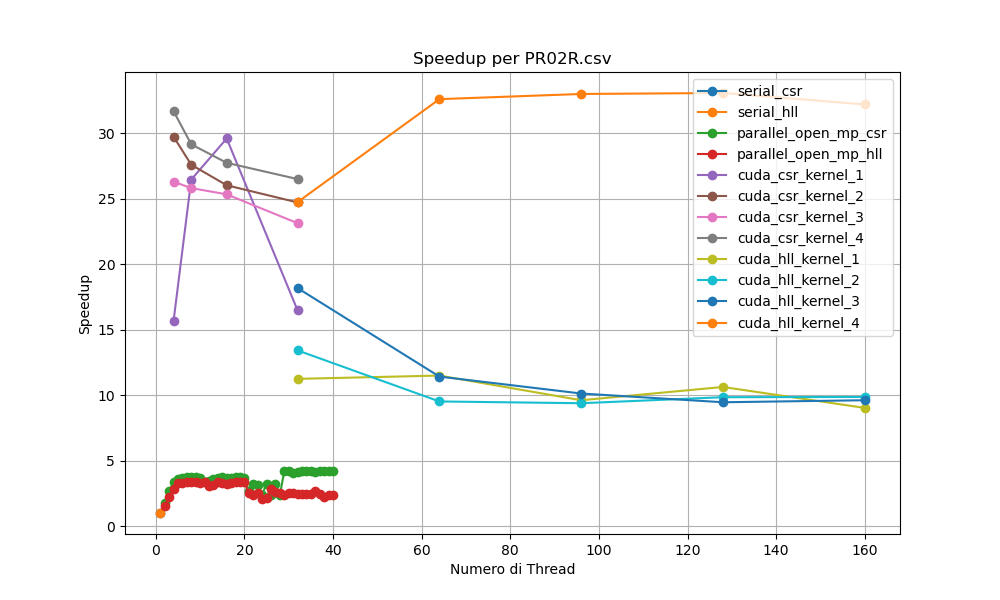 Speedup per PR02R.csv
Speedup
30
25
20
15
10
5
0
0 20 40 60 80 100 120 140 160
Numero di Thread
serial_csr
serial_hll
parallel_open_mp_csr
parallel_open_mp_hll
cuda_csr_kernel_1
cuda_csr_kernel_2
cuda_csr_kernel_3
cuda_csr_kernel_4
cuda_hll_kernel_1
cuda_hll_kernel_2
cuda_hll_kernel_3
cuda_hll_kernel_4